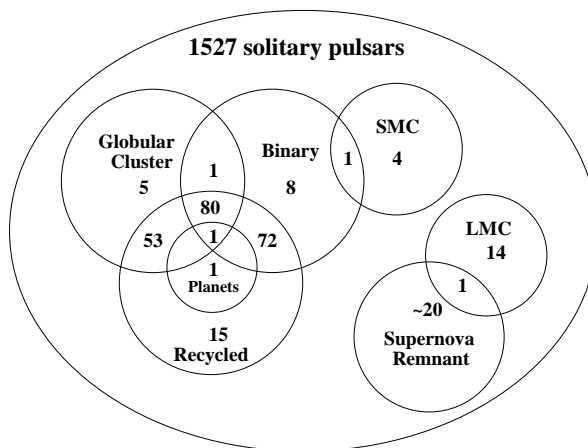 1527 solitary pulsars
Globular
Cluster
5
1
Binary
8
1
SMC
4
80
53
1
72
1
Planets
15
Recycled
LMC
14
1
~20
Supernova
Remnant